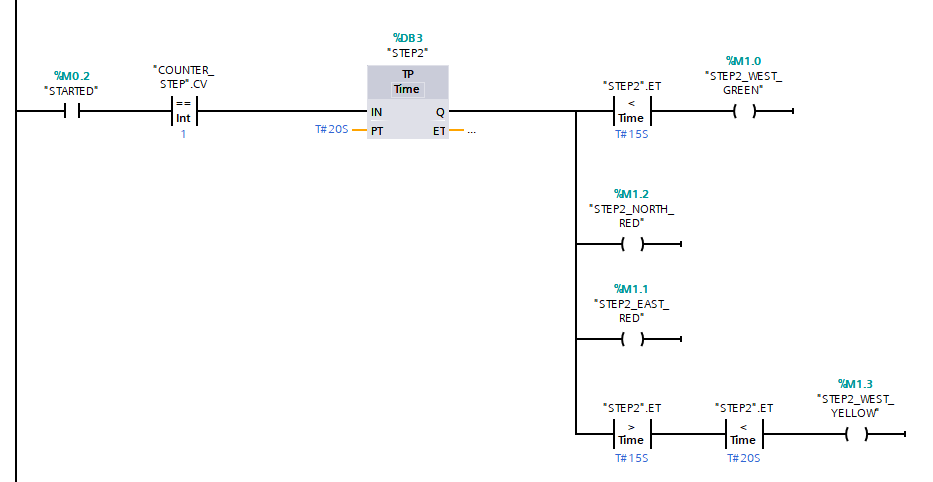 %DB3
"STEP2"
%M0.2
"STARTED"
"COUNTER_
STEP".CV
==
Int
1
TP
Time
IN
Q
T#20S
PT
ET
...
"STEP2".ET
<
Time
T#15S
%M1.0
"STEP2_WEST_
GREEN"
%M1.2
"STEP2_NORTH_
RED"
%M1.1
"STEP2_EAST_
RED"
"STEP2".ET
>
Time
T#15S
"STEP2".ET
<
Time
T#20S
%M1.3
"STEP2_WEST_
YELLOW"